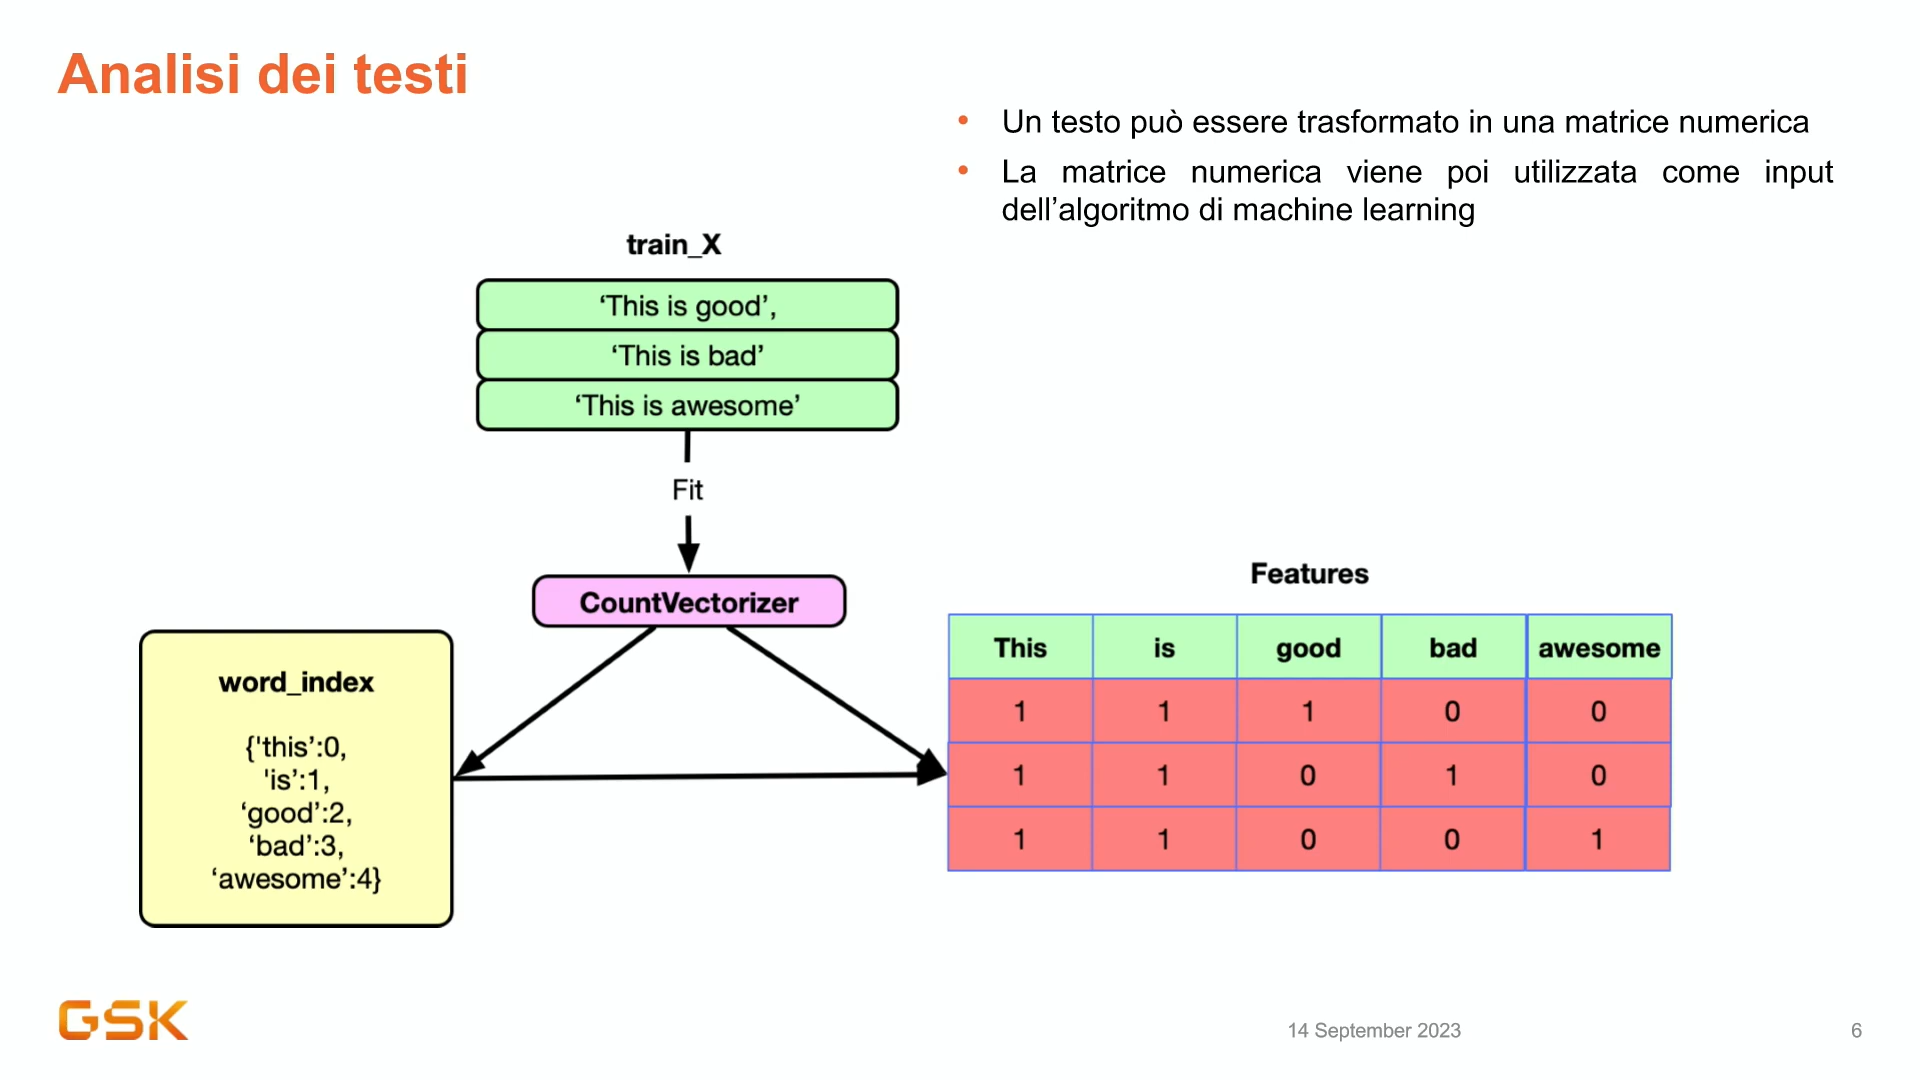 Analisi dei testi
• Un testo può essere trasformato in una matrice numerica
• La matrice numerica viene poi utilizzata come input
dell’algoritmo di machine learning
train_X
‘This is good’,
‘This is bad’
‘This is awesome’
Fit
CountVectorizer
word_index
{'this’:0,
'is’:1,
‘good’:2,
‘bad’:3,
‘awesome’:4}
Features
This is good bad awesome
1 1 1 0 0
1 1 0 1 0
1 1 0 0 1
GSK
14 September 2023
6